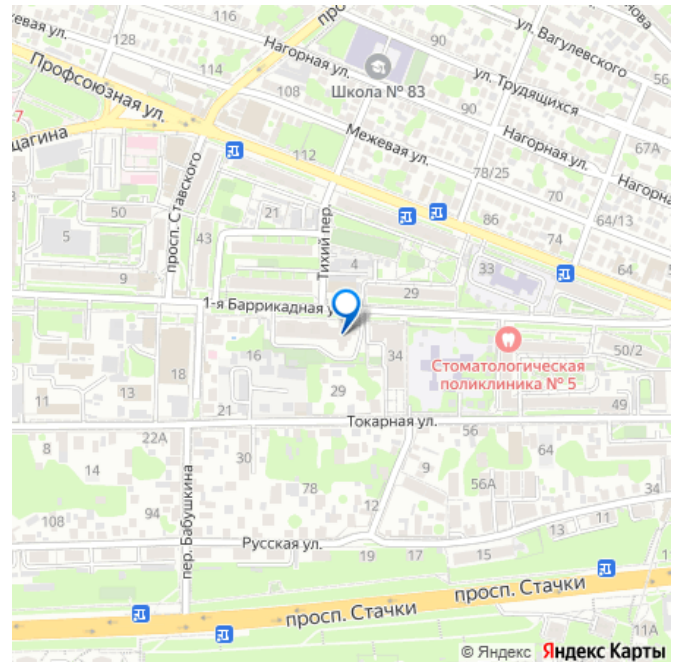 116
90
ул. Вагулевского
128
Нагорная ул.
56
114
ул. Трудящихся
Профсоюзная ул.
Школа № 83
108
90
7
Межевая ул.
Нагорная ул.
67А
112
78/25
50
21
70
Нагорна
5
просп. Ставского
43
Тихий пер.
86
64/13
74
4
33
64
9
29
1-я Баррикадная у
16
34
Стоматологическая
поликлиника № 5
50/2
18
11
13
29
49
21
Токарная ул.
8
22А
30
56
9
64
14
78
56А
12
34
94
108
пер. Бабушкина
Русская ул.
19
17
15
13
11
просп. Стачки
просп. Стачки
11А
© Яндекс Яндекс Карты